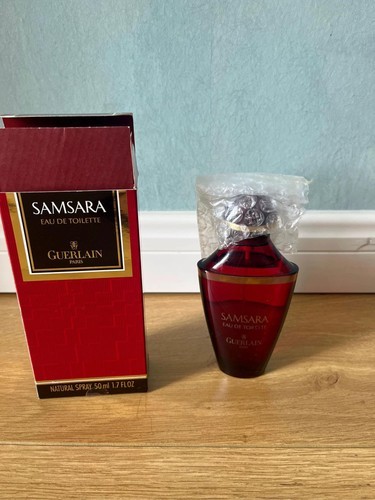 SAMSARA
EAU DE TOILETTE
GUERLAIN
PARIS
NATURAL SPRAY 50 ml 1.7 FL.OZ
SAMSARA
EAU DE TOILETTE
GUERLAIN
PARIS